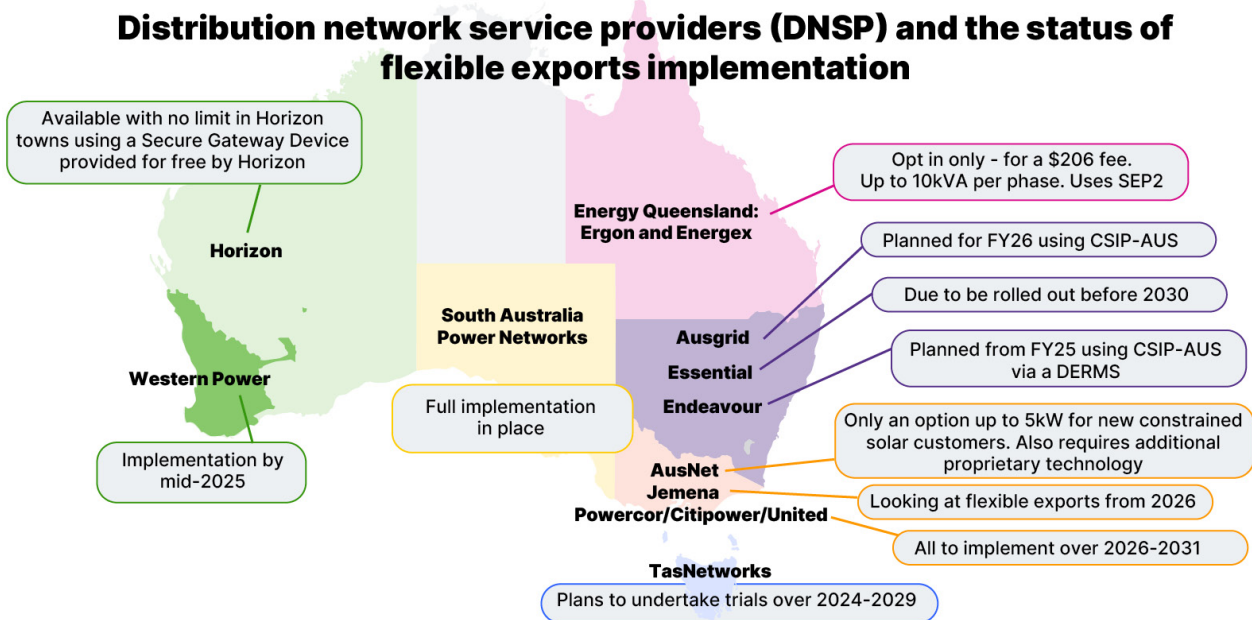 Distribution network service providers (DNSP) and the status of
flexible exports implementation
Available with no limit in Horizon
towns using a Secure Gateway Device
provided for free by Horizon
Horizon
Western Power
Implementation by
mid-2025
South Australia
Power Networks
Full implementation
in place
Energy Queensland:
Ergon and Energex
Opt in only - for a $206 fee.
Up to 10kVA per phase. Uses SEP2
Ausgrid
Planned for FY26 using CSIP-AUS
Essential
Due to be rolled out before 2030
Endeavour
Planned from FY25 using CSIP-AUS
via a DERMS
AusNet
Only an option up to 5kW for new constrained
solar customers. Also requires additional
proprietary technology
Jemena
Looking at flexible exports from 2026
Powercor/Citipower/United
All to implement over 2026-2031
TasNetworks
Plans to undertake trials over 2024-2029